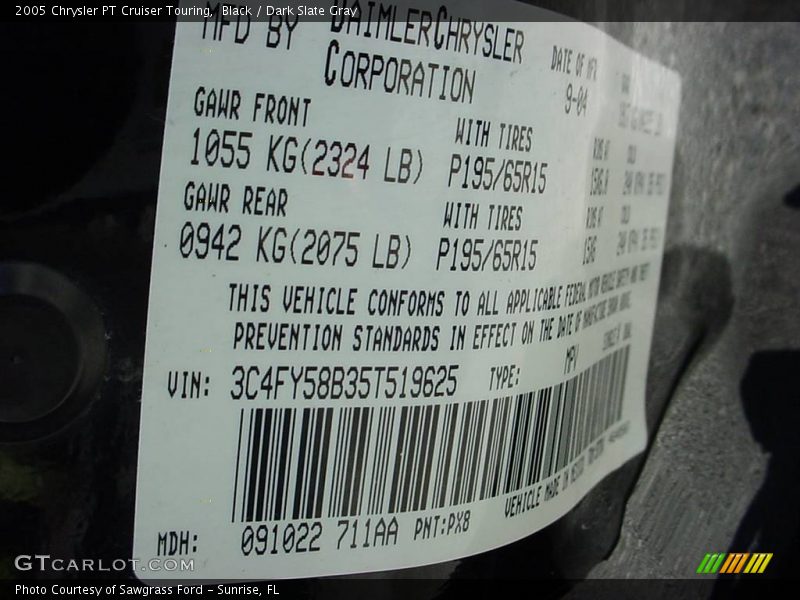 2005 Chrysler PT Cruiser Touring, Black / Dark Slate Gray
MFD BY DAIMLERCHRYSLER
CORPORATION
DATE OF MFR
9-04
GAWR FRONT
1055 KG(2324 LB)
WITH TIRES
P195/65R15
GAWR REAR
0942 KG(2075 LB)
WITH TIRES
P195/65R15
THIS VEHICLE CONFORMS TO ALL APPLICABLE FEDERAL MOTOR VEHICLE SAFETY AND THEFT
PREVENTION STANDARDS IN EFFECT ON THE DATE OF MANUFACTURE SHOWN ABOVE.
VIN: 3C4FY58B35T519625 TYPE: MPV
VEHICLE MADE IN
MDH: 091022 711AA PNT:PX8
GTCARLOT.COM
Photo Courtesy of Sawgrass Ford - Sunrise, FL